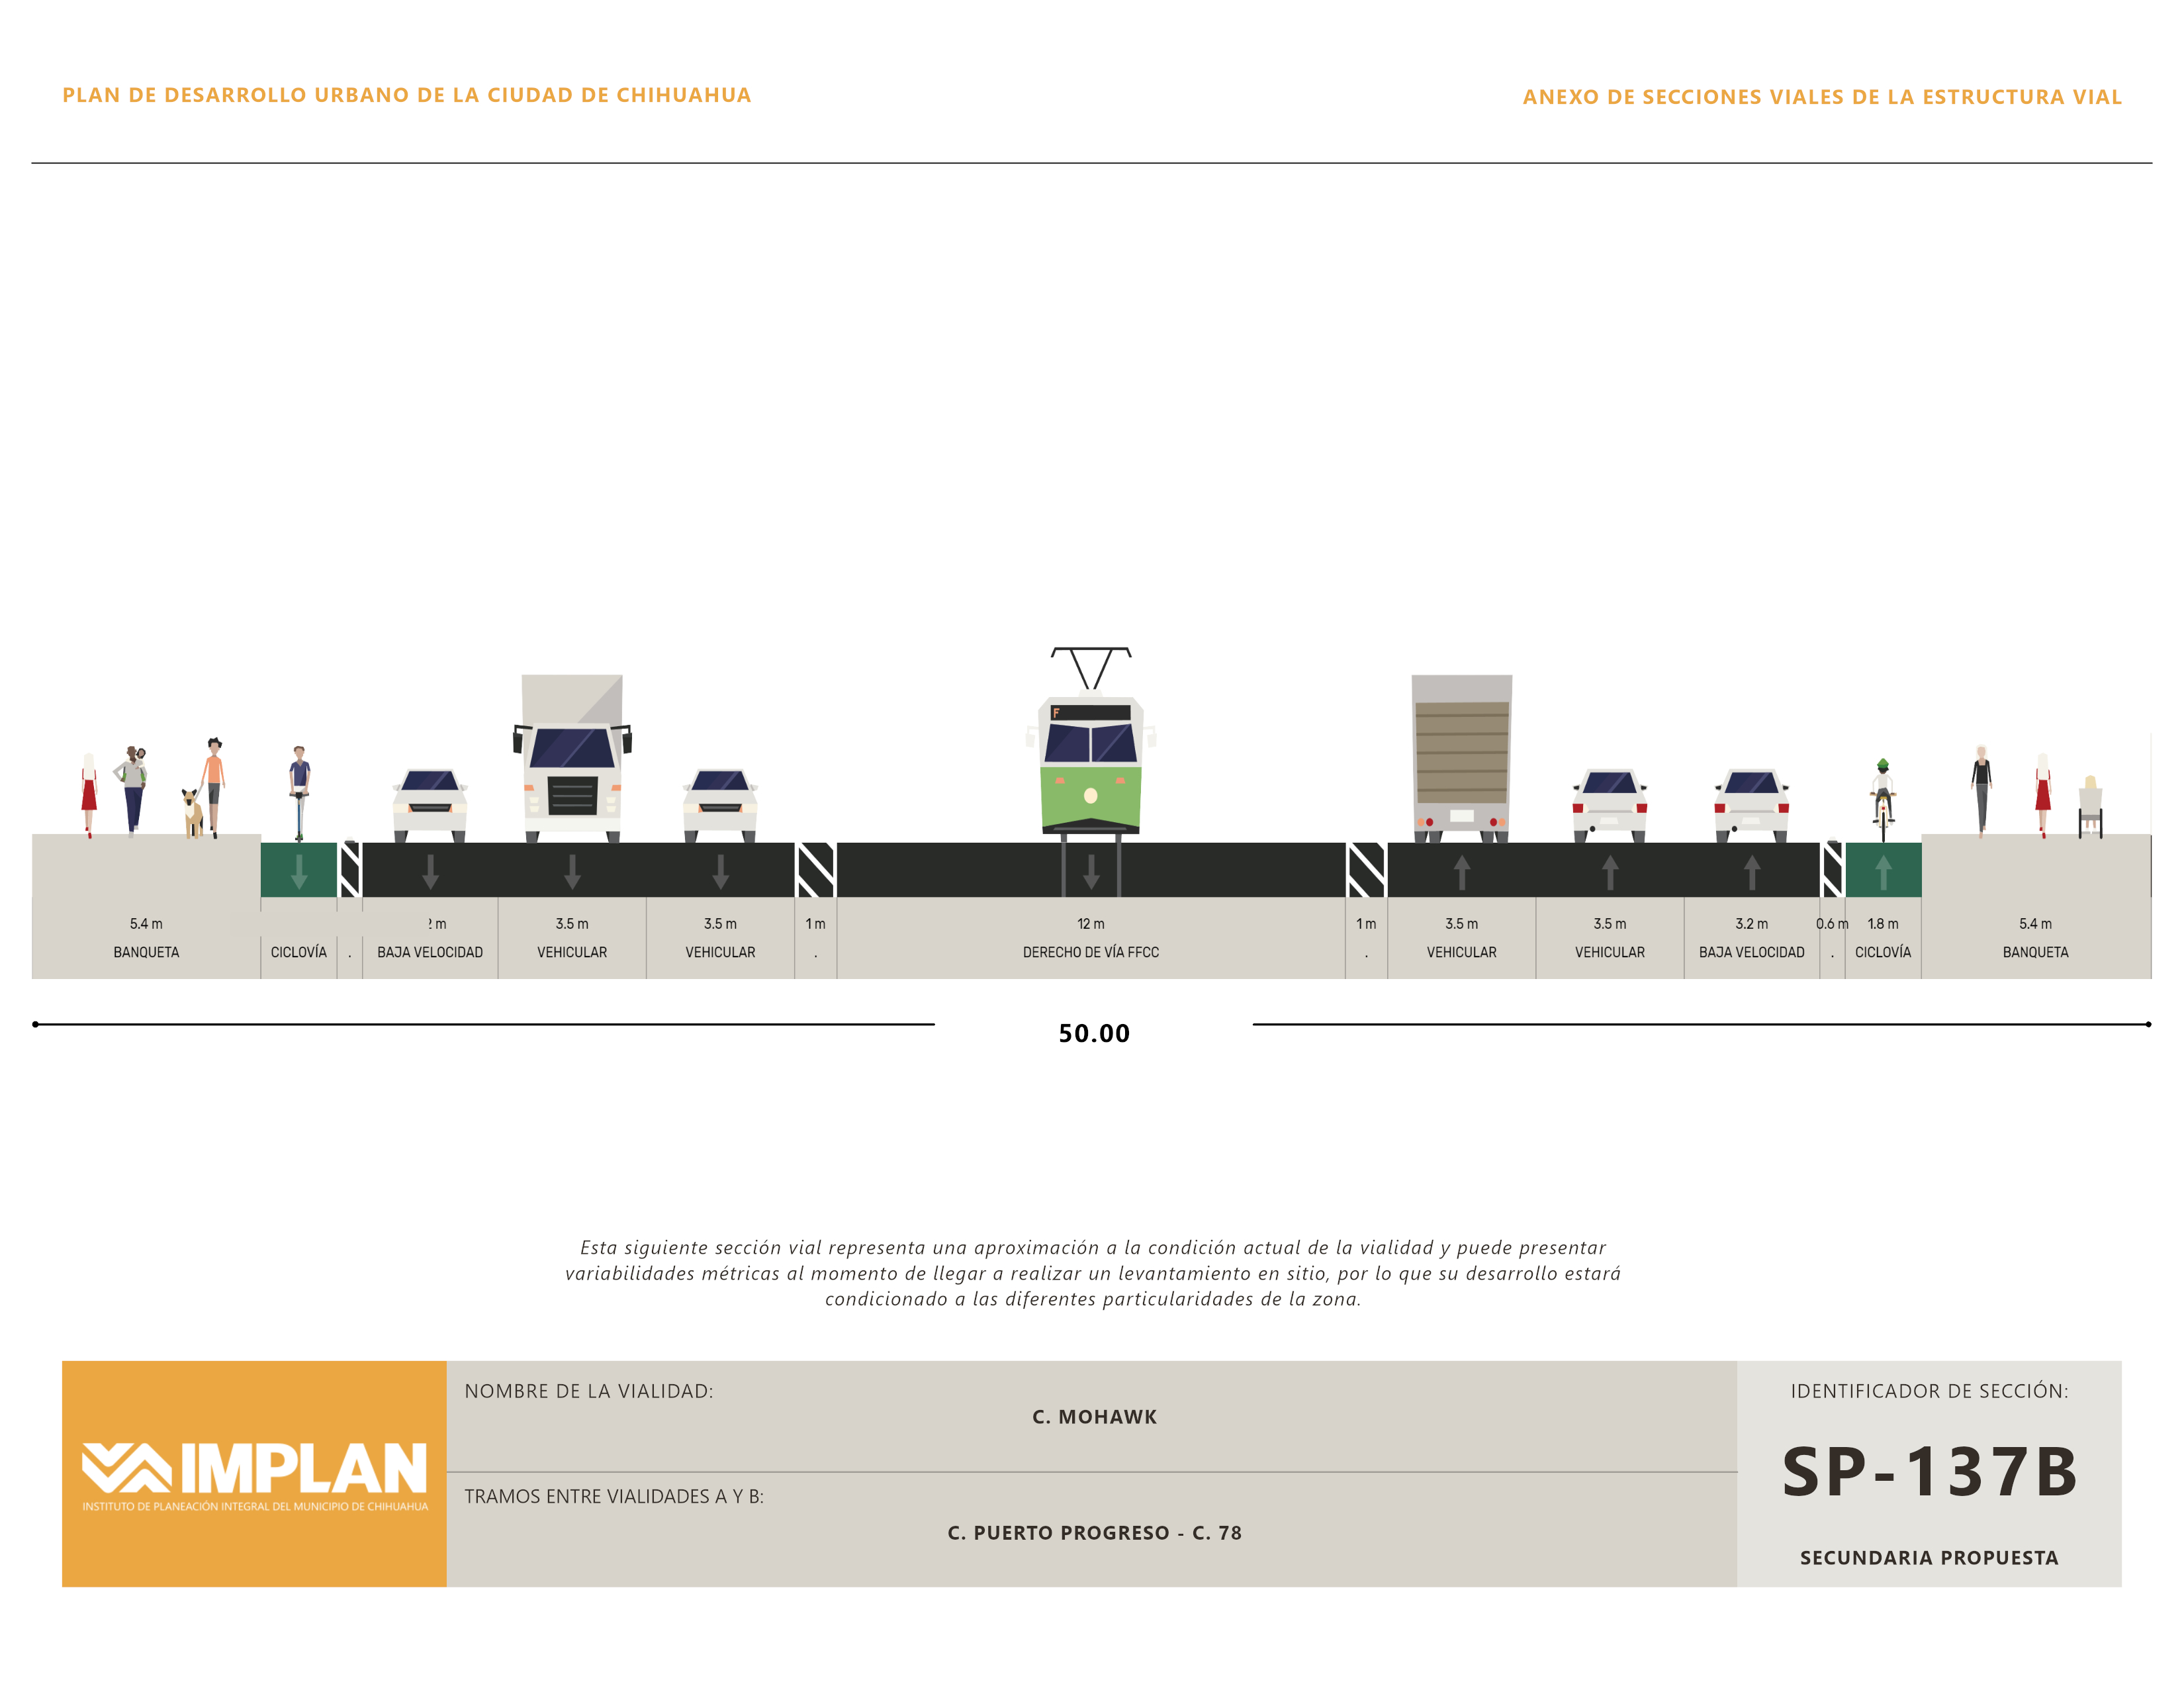 PLAN DE DESARROLLO URBANO DE LA CIUDAD DE CHIHUAHUA
ANEXO DE SECCIONES VIALES DE LA ESTRUCTURA VIAL
F
5.4 m 3.5 m 3.5 m 1 m 12 m 1 m 3.5 m 3.5 m 3.2 m 0.6 m 1.8 m 5.4 m
BANQUETA CICLOVÍA . BAJA VELOCIDAD VEHICULAR VEHICULAR . DERECHO DE VÍA FFCC . VEHICULAR VEHICULAR BAJA VELOCIDAD . CICLOVÍA BANQUETA
50.00
Esta siguiente sección vial representa una aproximación a la condición actual de la vialidad y puede presentar
variabilidades métricas al momento de llegar a realizar un levantamiento en sitio, por lo que su desarrollo estará
condicionado a las diferentes particularidades de la zona.
IMPLAN
INSTITUTO DE PLANEACIÓN INTEGRAL DEL MUNICIPIO DE CHIHUAHUA
NOMBRE DE LA VIALIDAD:
C. MOHAWK
TRAMOS ENTRE VIALIDADES A Y B:
C. PUERTO PROGRESO - C. 78
IDENTIFICADOR DE SECCIÓN:
SP-137B
SECUNDARIA PROPUESTA